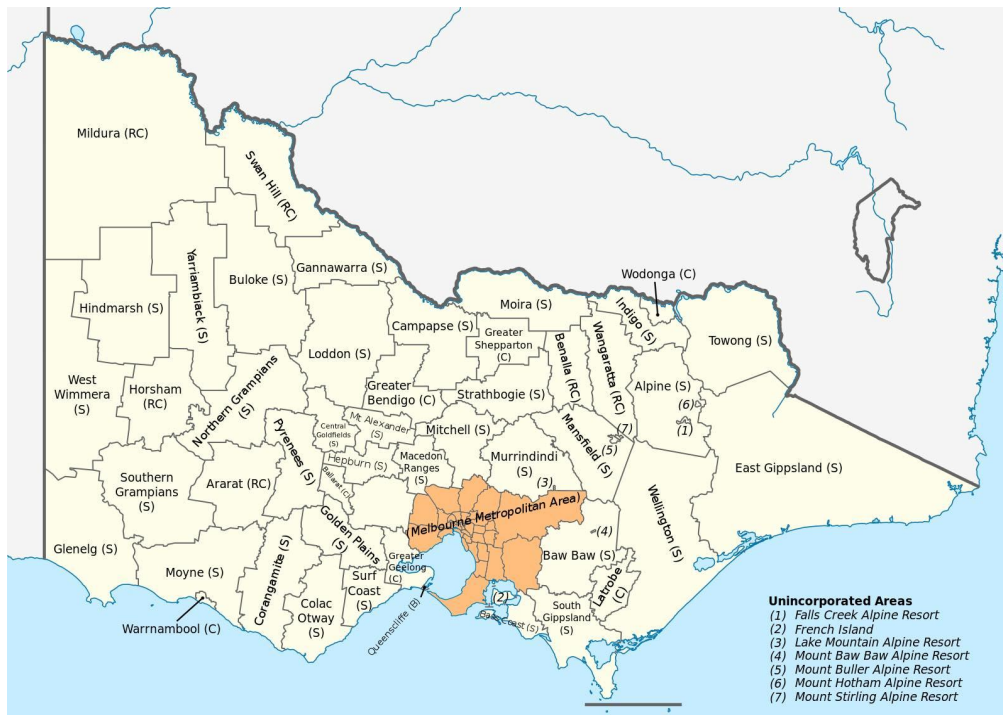 Mildura (RC)
Swan Hill (RC)
Yarriambiack (S)
Buloke (S)
Gannawarra (S)
Hindmarsh (S)
Wodonga (C)
Moira (S)
Indigo (S)
Towong (S)
Campapse (S)
Greater
Shepparton
(C)
Loddon (S)
Benalla (RC)
Wangaratta (RC)
West
Wimmera
(S)
Horsham
(RC)
Northern Grampians
(S)
Greater
Bendigo (C)
Strathbogie (S)
Alpine (S)
(6)
(1)
Mt Alexander
(S)
Central
Goldfields
(S)
Pyrenees (S)
Mitchell (S)
Mansfield (S)
(7)
(5)
Hepburn (S)
Macedon
Ranges
(S)
Murrindindi
(S)
(3)
East Gippsland (S)
Southern
Grampians
(S)
Ararat (RC)
Ballarat (C)
Golden Plains
(S)
(Melbourne Metropolitan Area)
Wellington (S)
(4)
Glenelg (S)
Moyne (S)
Corangamite (S)
Greater
Geelong
(C)
Baw Baw (S)
Latrobe
(C)
Surf
Coast
(S)
Colac
Otway
(S)
Warrnambool (C)
Queenscliffe (B)
(2)
Bass Coast (S)
South
Gippsland
(S)
Unincorporated Areas
(1) Falls Creek Alpine Resort
(2) French Island
(3) Lake Mountain Alpine Resort
(4) Mount Baw Baw Alpine Resort
(5) Mount Buller Alpine Resort
(6) Mount Hotham Alpine Resort
(7) Mount Stirling Alpine Resort